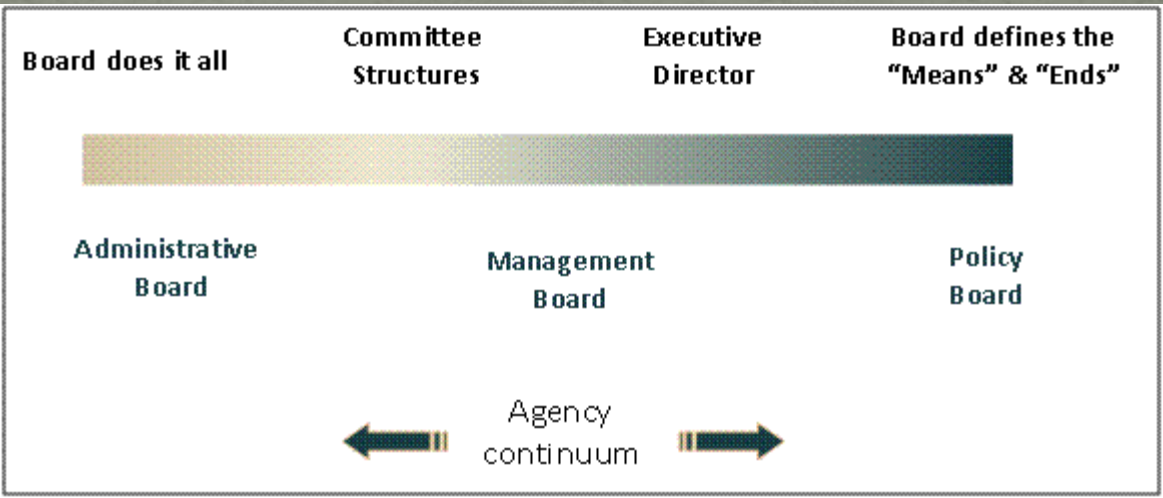 Board does it all
Committee
Structures
Executive
Director
Board defines the
“Means” & “Ends”
Administrative
Board
Management
Board
Policy
Board
Agency
continuum